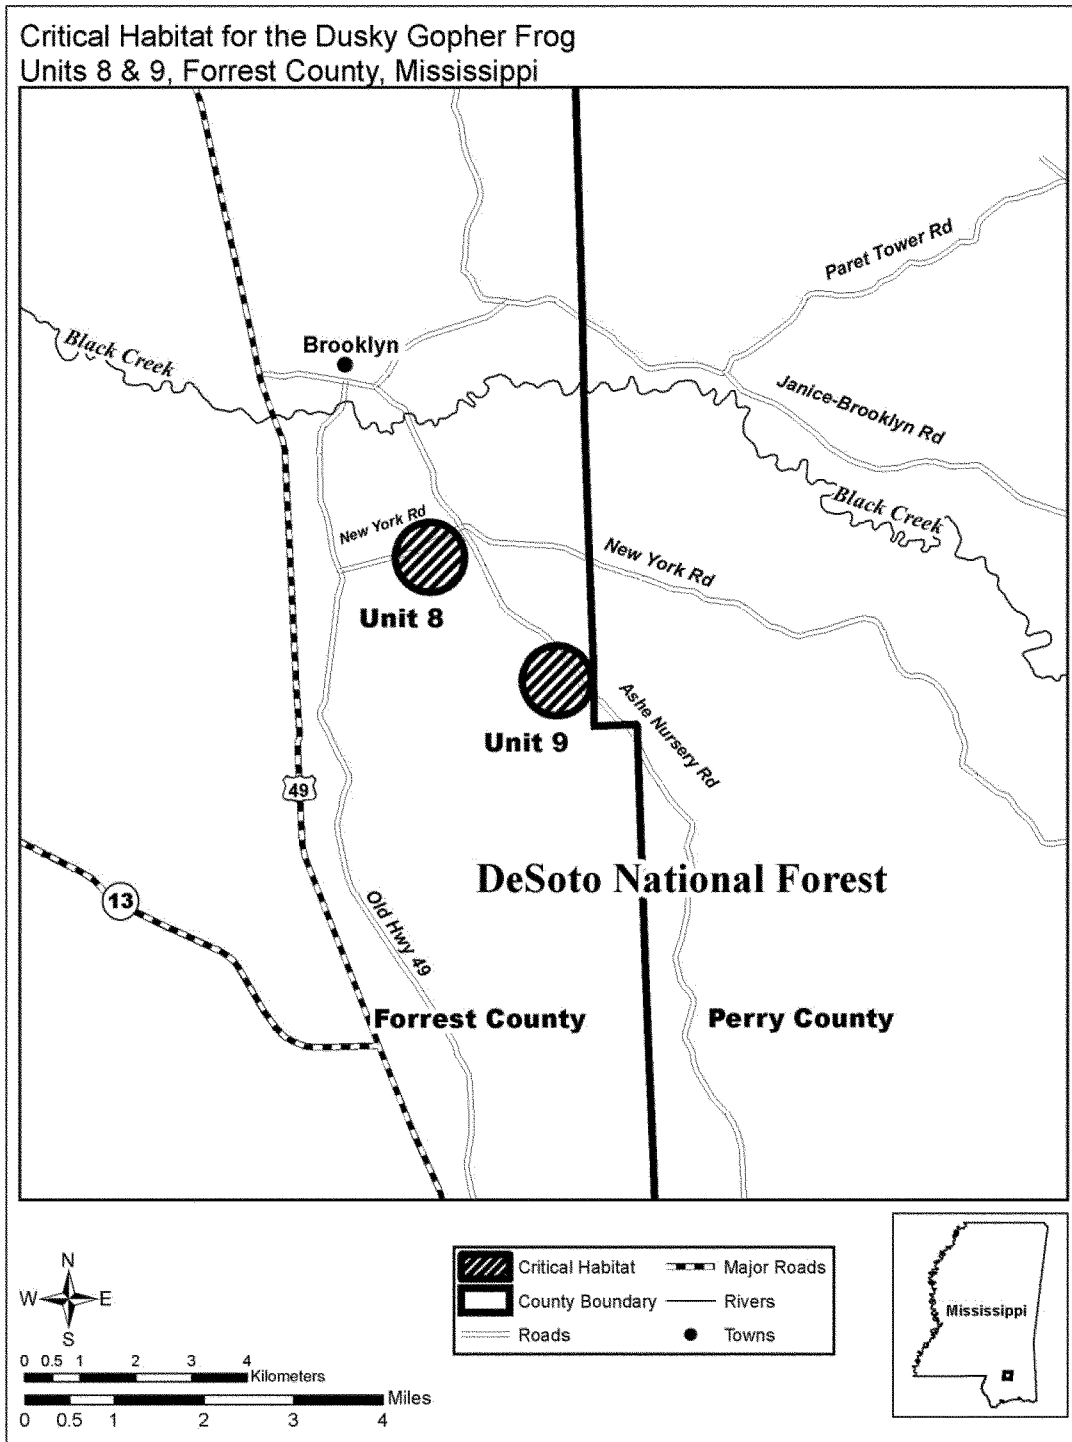 Critical Habitat for the Dusky Gopher Frog
Units 8 & 9, Forrest County, Mississippi
Paret Tower Rd
Black Creek
Brooklyn
Janice-Brooklyn Rd
Black Creek
New York Rd
New York Rd
Unit 8
Ashe Nursery Rd
Unit 9
49
DeSoto National Forest
13
Old Hwy 49
Forrest County
Perry County
N
W
E
S
0 0.5 1 2 3 4
Kilometers
Miles
0 0.5 1 2 3 4
Critical Habitat
Major Roads
County Boundary
Rivers
Roads
Towns
Mississippi